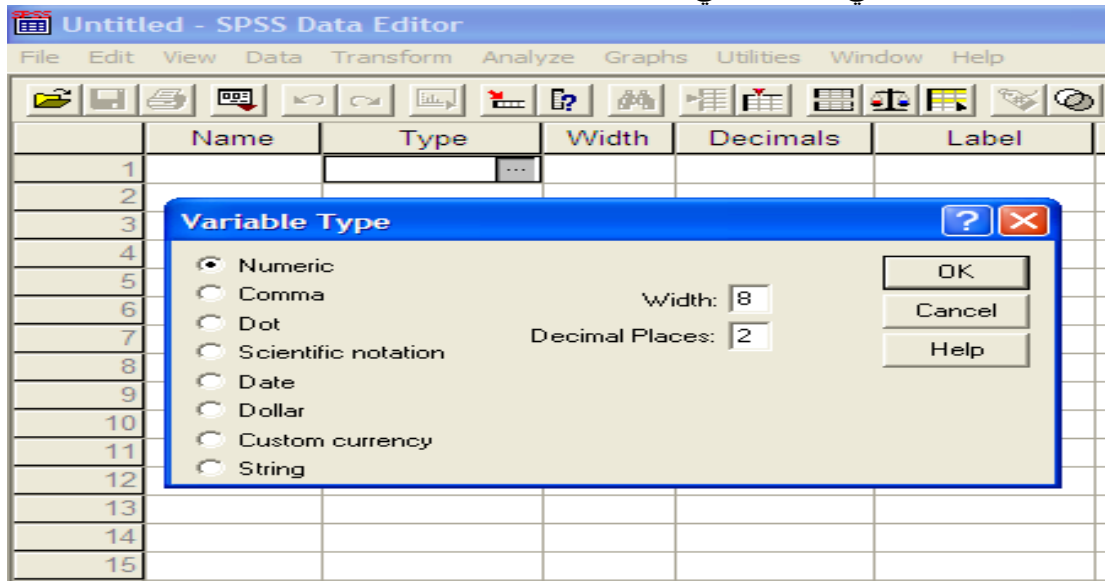 SPSS
Untitled - SPSS Data Editor
File Edit View Data Transform Analyze Graphs Utilities Window Help
Name Type Width Decimals Label
1 ...
2
3
4
5
6
7
8
9
10
11
12
13
14
15
Variable Type
Numeric
Comma
Dot
Scientific notation
Date
Dollar
Custom currency
String
Width: 8
Decimal Places: 2
OK
Cancel
Help